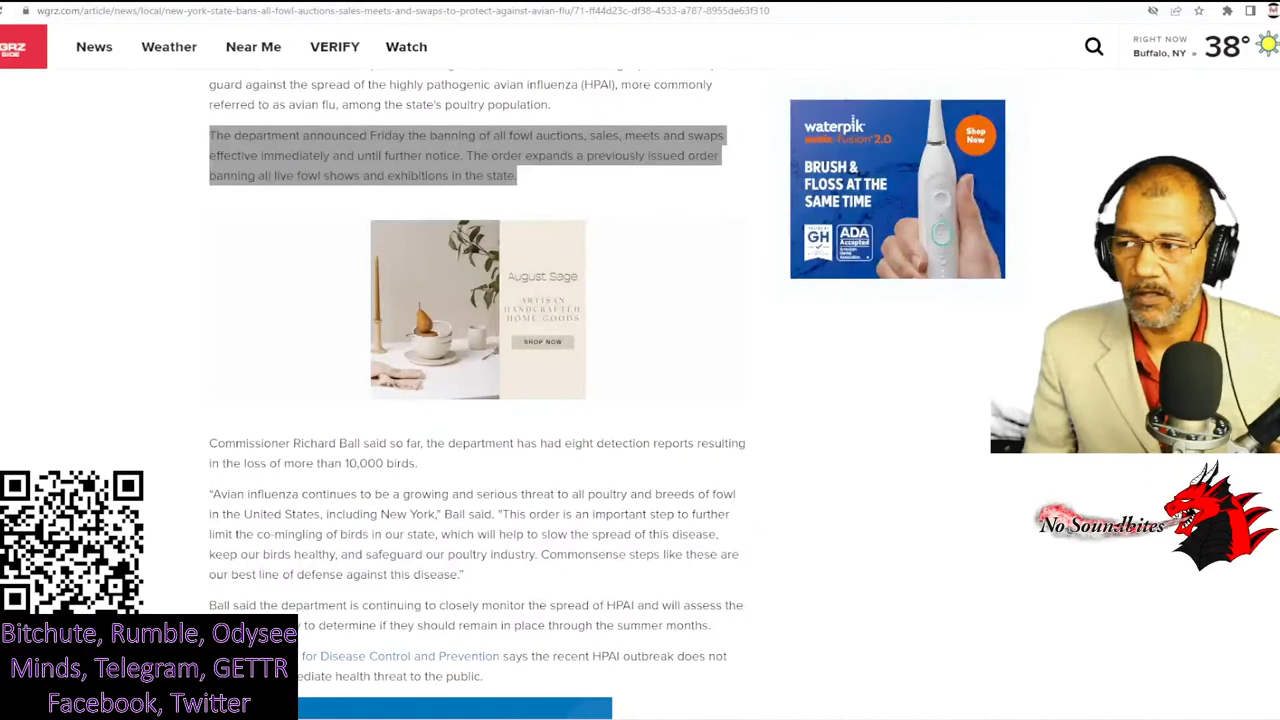 wgrz.com/article/news/local/new-york-state-bans-all-fowl-auctions-sales-meets-and-swaps-to-protect-against-avian-flu/71-ff44d23c-df38-4533-a787-8955de63f310
GRZ
SIDE
News
Weather
Near Me
VERIFY
Watch
RIGHT NOW
Buffalo, NY »
38°
guard against the spread of the highly pathogenic avian influenza (HPAI), more commonly
referred to as avian flu, among the state's poultry population.
The department announced Friday the banning of all fowl auctions, sales, meets and swaps
effective immediately and until further notice. The order expands a previously issued order
banning all live fowl shows and exhibitions in the state.
waterpik
sonic-fusion 2.0
Shop
Now
BRUSH &
FLOSS AT THE
SAME TIME
GH
ADA
Accepted
August Sage
ARTISAN
HANDCRAFTED
HOME GOODS
SHOP NOW
Commissioner Richard Ball said so far, the department has had eight detection reports resulting
in the loss of more than 10,000 birds.
“Avian influenza continues to be a growing and serious threat to all poultry and breeds of fowl
in the United States, including New York,” Ball said. “This order is an important step to further
limit the co-mingling of birds in our state, which will help to slow the spread of this disease,
keep our birds healthy, and safeguard our poultry industry. Commonsense steps like these are
our best line of defense against this disease.”
Ball said the department is continuing to closely monitor the spread of HPAI and will assess the
to determine if they should remain in place through the summer months.
for Disease Control and Prevention says the recent HPAI outbreak does not
health threat to the public.
No Soundbites
Bitchute, Rumble, Odysee
Minds, Telegram, GETTR
Facebook, Twitter